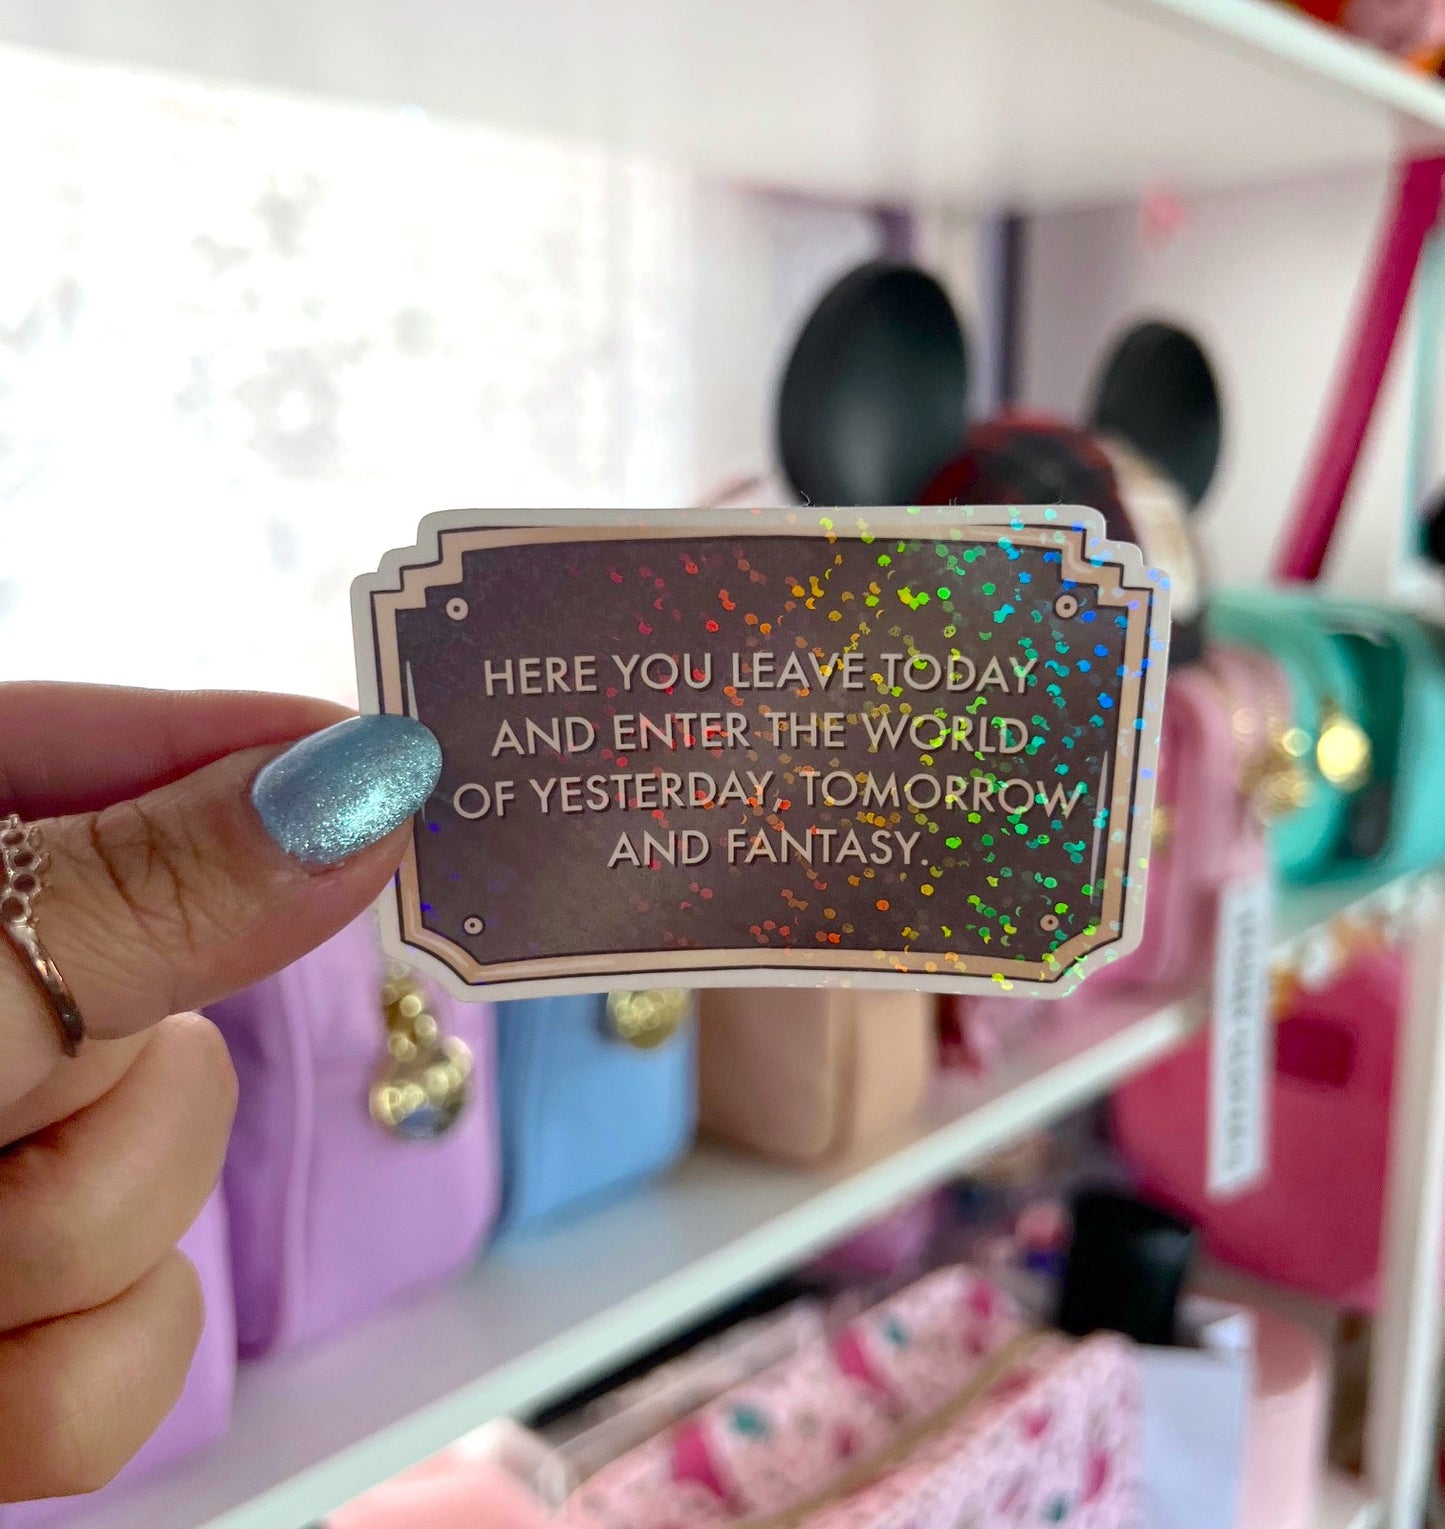 HERE YOU LEAVE TODAY
AND ENTER THE WORLD
OF YESTERDAY, TOMORROW
AND FANTASY.